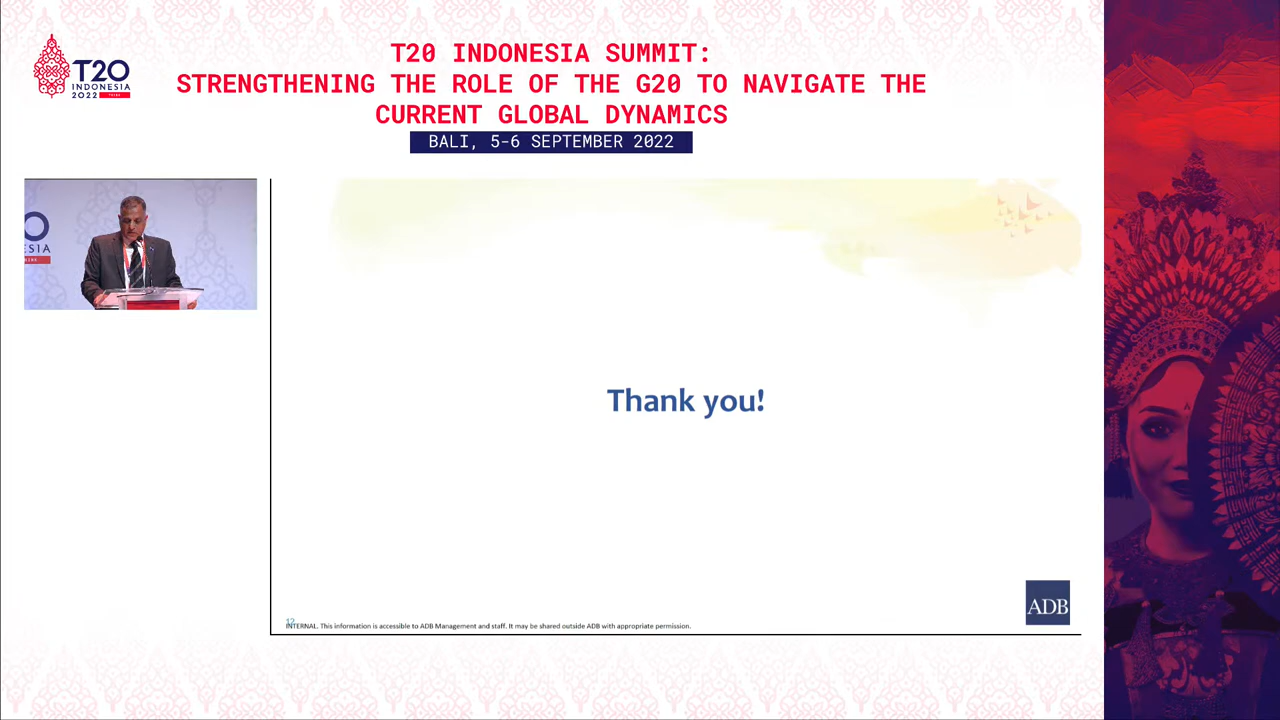 T20
INDONESIA
2022
T20 INDONESIA SUMMIT:
STRENGTHENING THE ROLE OF THE G20 TO NAVIGATE THE
CURRENT GLOBAL DYNAMICS
BALI, 5-6 SEPTEMBER 2022
Thank you!
ADB
12
INTERNAL. This information is accessible to ADB Management and staff. It may be shared outside ADB with appropriate permission.